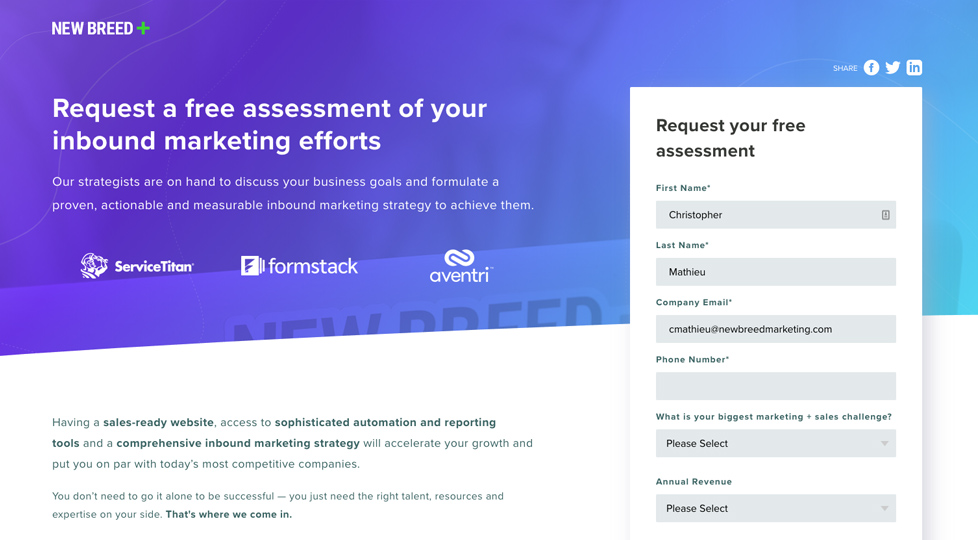 NEW BREED
SHARE
Request a free assessment of your
inbound marketing efforts
Our strategists are on hand to discuss your business goals and formulate a
proven, actionable and measurable inbound marketing strategy to achieve them.
ServiceTitan
formstack
aventri
NEW BREED
Having a sales-ready website, access to sophisticated automation and reporting
tools and a comprehensive inbound marketing strategy will accelerate your growth and
put you on par with today's most competitive companies.
You don't need to go it alone to be successful — you just need the right talent, resources and
expertise on your side. That's where we come in.
Request your free
assessment
First Name*
Christopher
Last Name*
Mathieu
Company Email*
cmathieu@newbreedmarketing.com
Phone Number*
What is your biggest marketing + sales challenge?
Please Select
Annual Revenue
Please Select